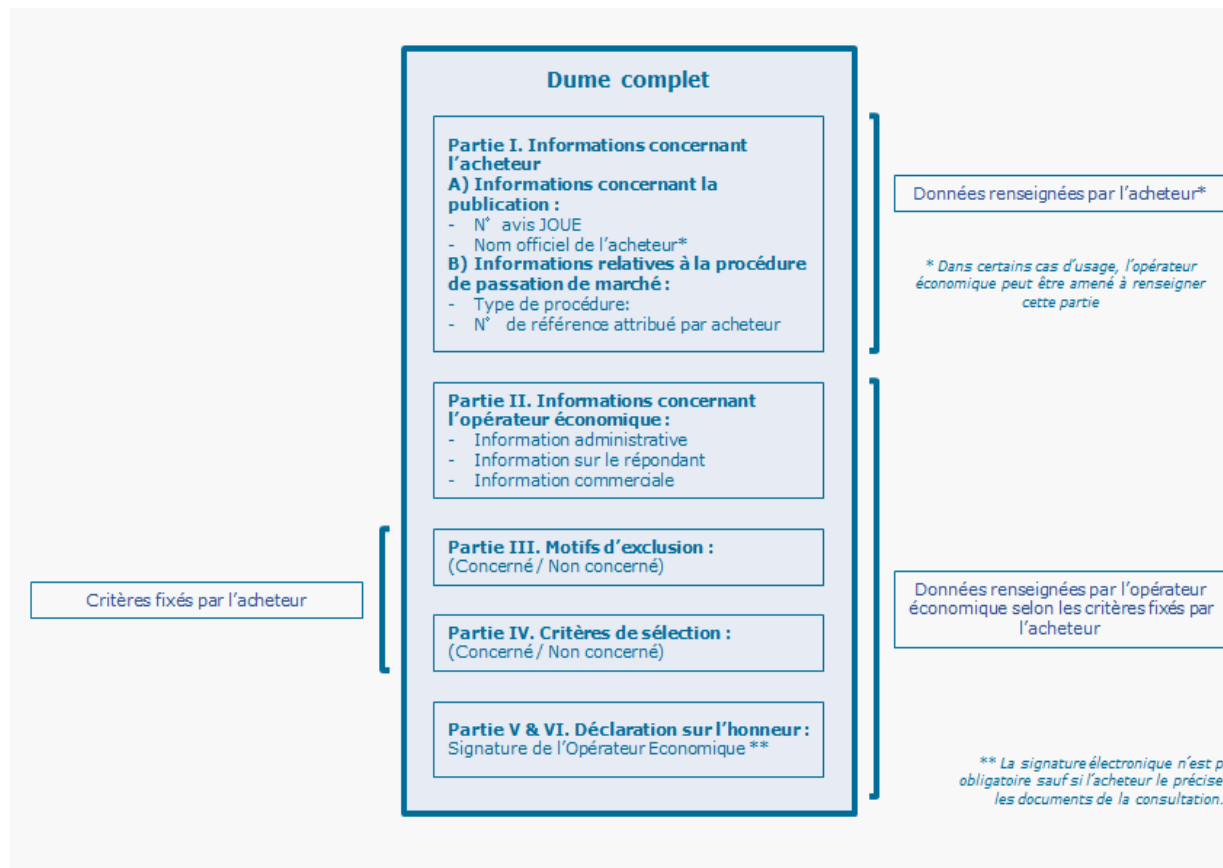 Dume complet
Partie I. Informations concernant
l’acheteur
A) Informations concernant la
publication :
- N° avis JOUE
- Nom officiel de l’acheteur*
B) Informations relatives à la procédure
de passation de marché :
- Type de procédure:
- N° de référence attribué par acheteur
Données renseignées par l’acheteur*
* Dans certains cas d’usage, l’opérateur
économique peut être amené à renseigner
cette partie
Partie II. Informations concernant
l’opérateur économique :
- Information administrative
- Information sur le répondant
- Information commerciale
Partie III. Motifs d’exclusion :
(Concerné / Non concerné)
Critères fixés par l’acheteur
Partie IV. Critères de sélection :
(Concerné / Non concerné)
Données renseignées par l’opérateur
économique selon les critères fixés par
l’acheteur
Partie V & VI. Déclaration sur l’honneur :
Signature de l’Opérateur Economique **
** La signature électronique n’est
obligatoire sauf si l’acheteur le précise
les documents de la consultation.